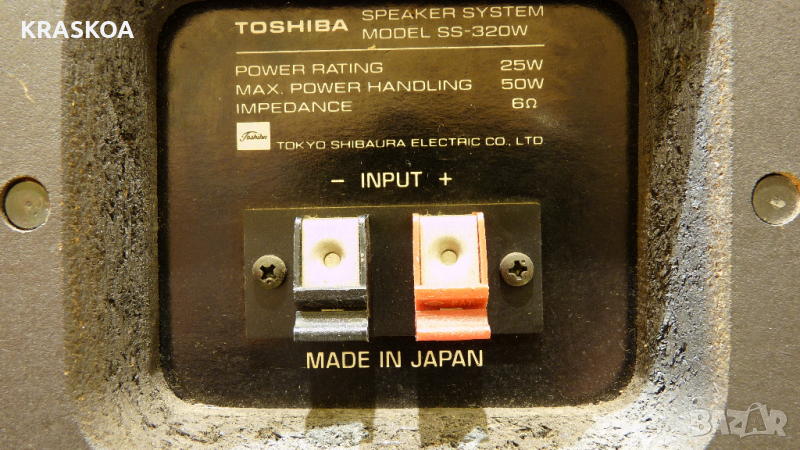 KRASKOA
TOSHIBA SPEAKER SYSTEM
MODEL SS-320W
POWER RATING 25W
MAX. POWER HANDLING 50W
IMPEDANCE 6Ω
Toshiba TOKYO SHIBAURA ELECTRIC CO., LTD
− INPUT +
MADE IN JAPAN
BAZAR